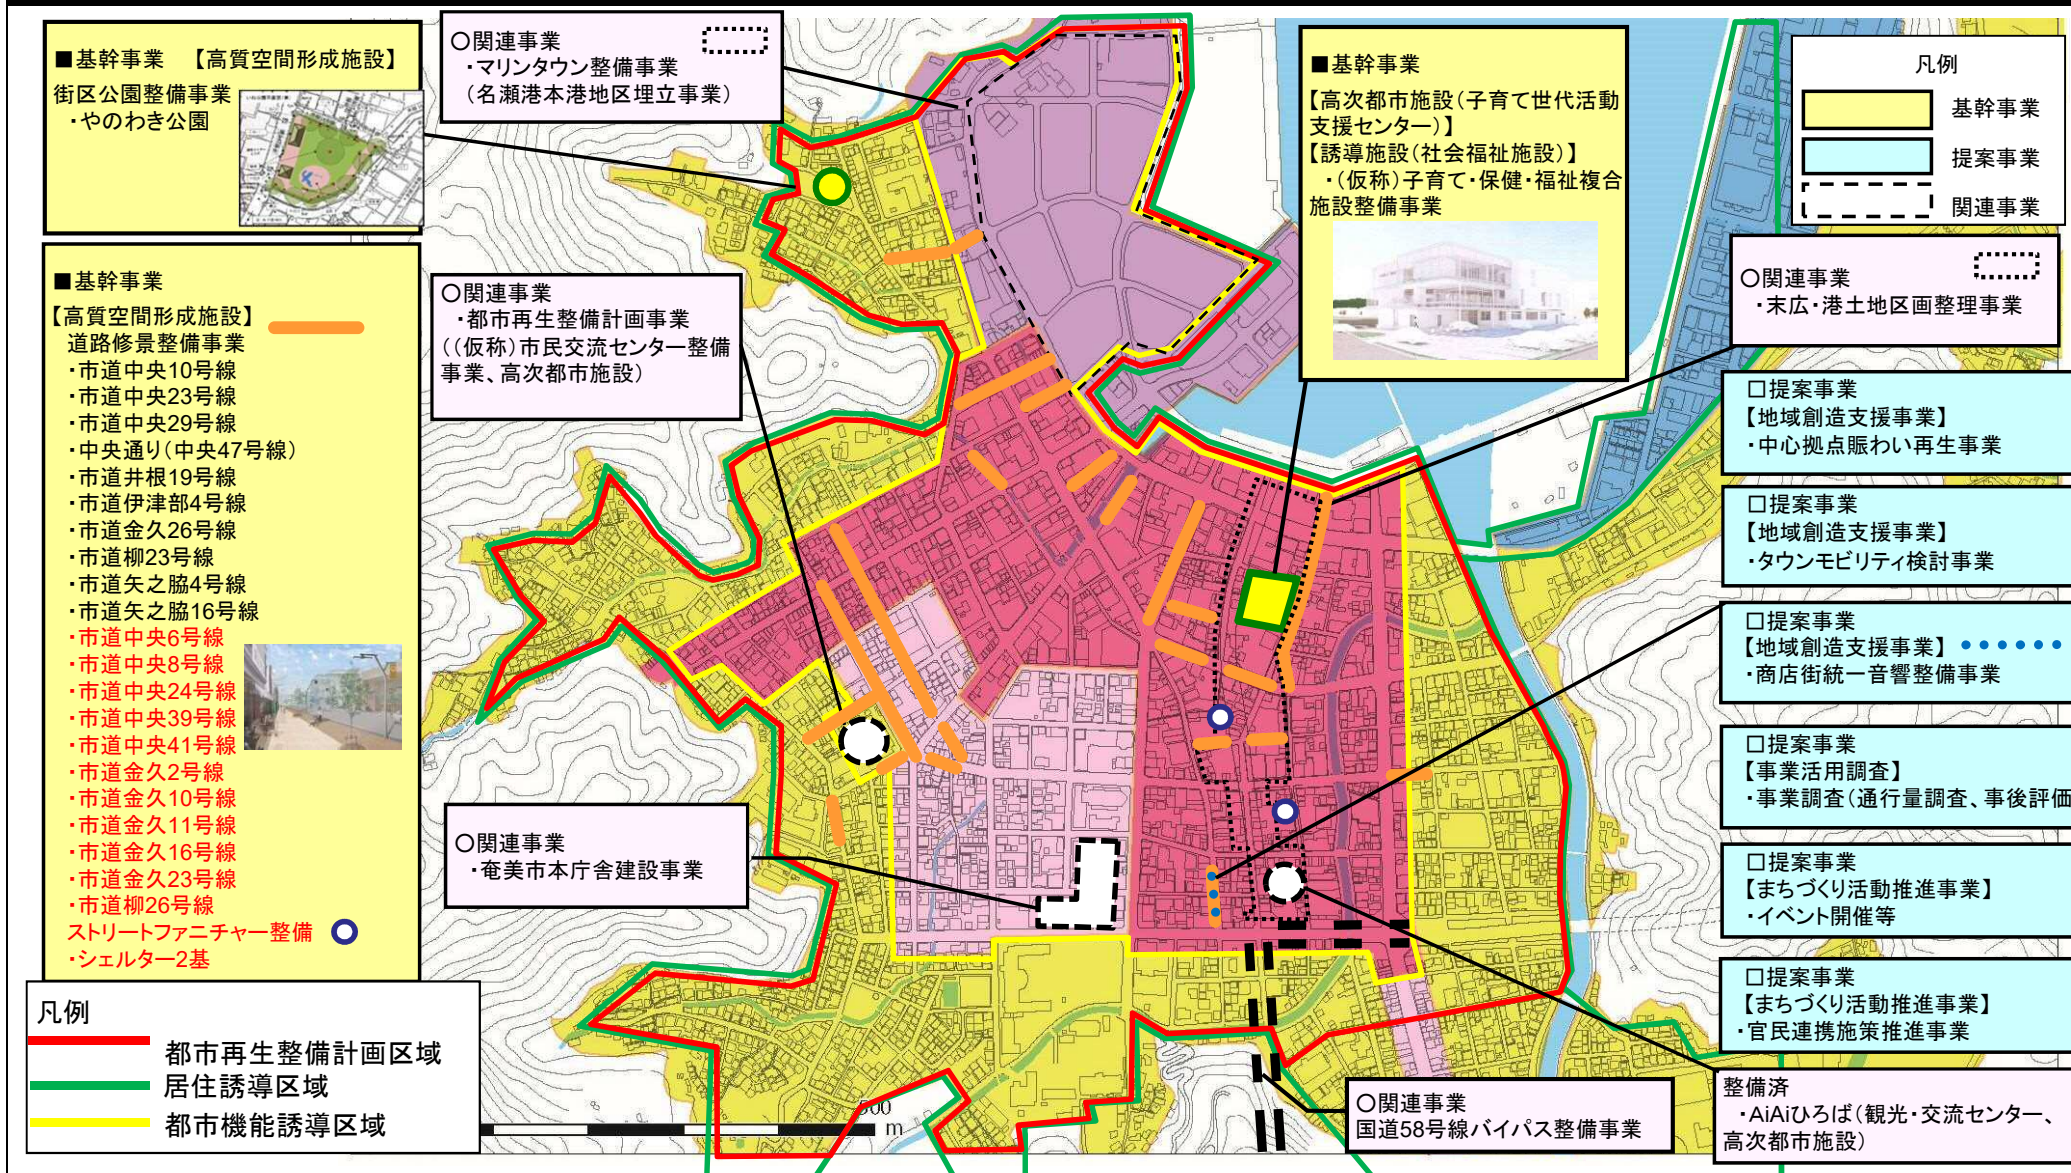 ■基幹事業　【高質空間形成施設】
街区公園整備事業
・やのわき公園
■基幹事業
【高質空間形成施設】
道路修景整備事業
・市道中央10号線
・市道中央23号線
・市道中央29号線
・中央通り(中央47号線)
・市道井根19号線
・市道伊津部4号線
・市道金久26号線
・市道柳23号線
・市道矢之脇4号線
・市道矢之脇16号線
・市道中央6号線
・市道中央8号線
・市道中央24号線
・市道中央39号線
・市道中央41号線
・市道金久2号線
・市道金久10号線
・市道金久11号線
・市道金久16号線
・市道金久23号線
・市道柳26号線
ストリートファニチャー整備
・シェルター2基
凡例
都市再生整備計画区域
居住誘導区域
都市機能誘導区域
500
m
○関連事業
・マリンタウン整備事業
(名瀬港本港地区埋立事業)
○関連事業
・都市再生整備計画事業
((仮称)市民交流センター整備
事業、高次都市施設)
○関連事業
・奄美市本庁舎建設事業
■基幹事業
【高次都市施設(子育て世代活動
支援センター)】
【誘導施設(社会福祉施設)】
・(仮称)子育て・保健・福祉複合
施設整備事業
凡例
基幹事業
提案事業
関連事業
○関連事業
・末広・港土地区画整理事業
□提案事業
【地域創造支援事業】
・中心拠点賑わい再生事業
□提案事業
【地域創造支援事業】
・タウンモビリティ検討事業
□提案事業
【地域創造支援事業】
・商店街統一音響整備事業
□提案事業
【事業活用調査】
・事業調査(通行量調査、事後評価
□提案事業
【まちづくり活動推進事業】
・イベント開催等
□提案事業
【まちづくり活動推進事業】
・官民連携施策推進事業
整備済
・AiAiひろば(観光・交流センター、
高次都市施設)
○関連事業
国道58号線バイパス整備事業